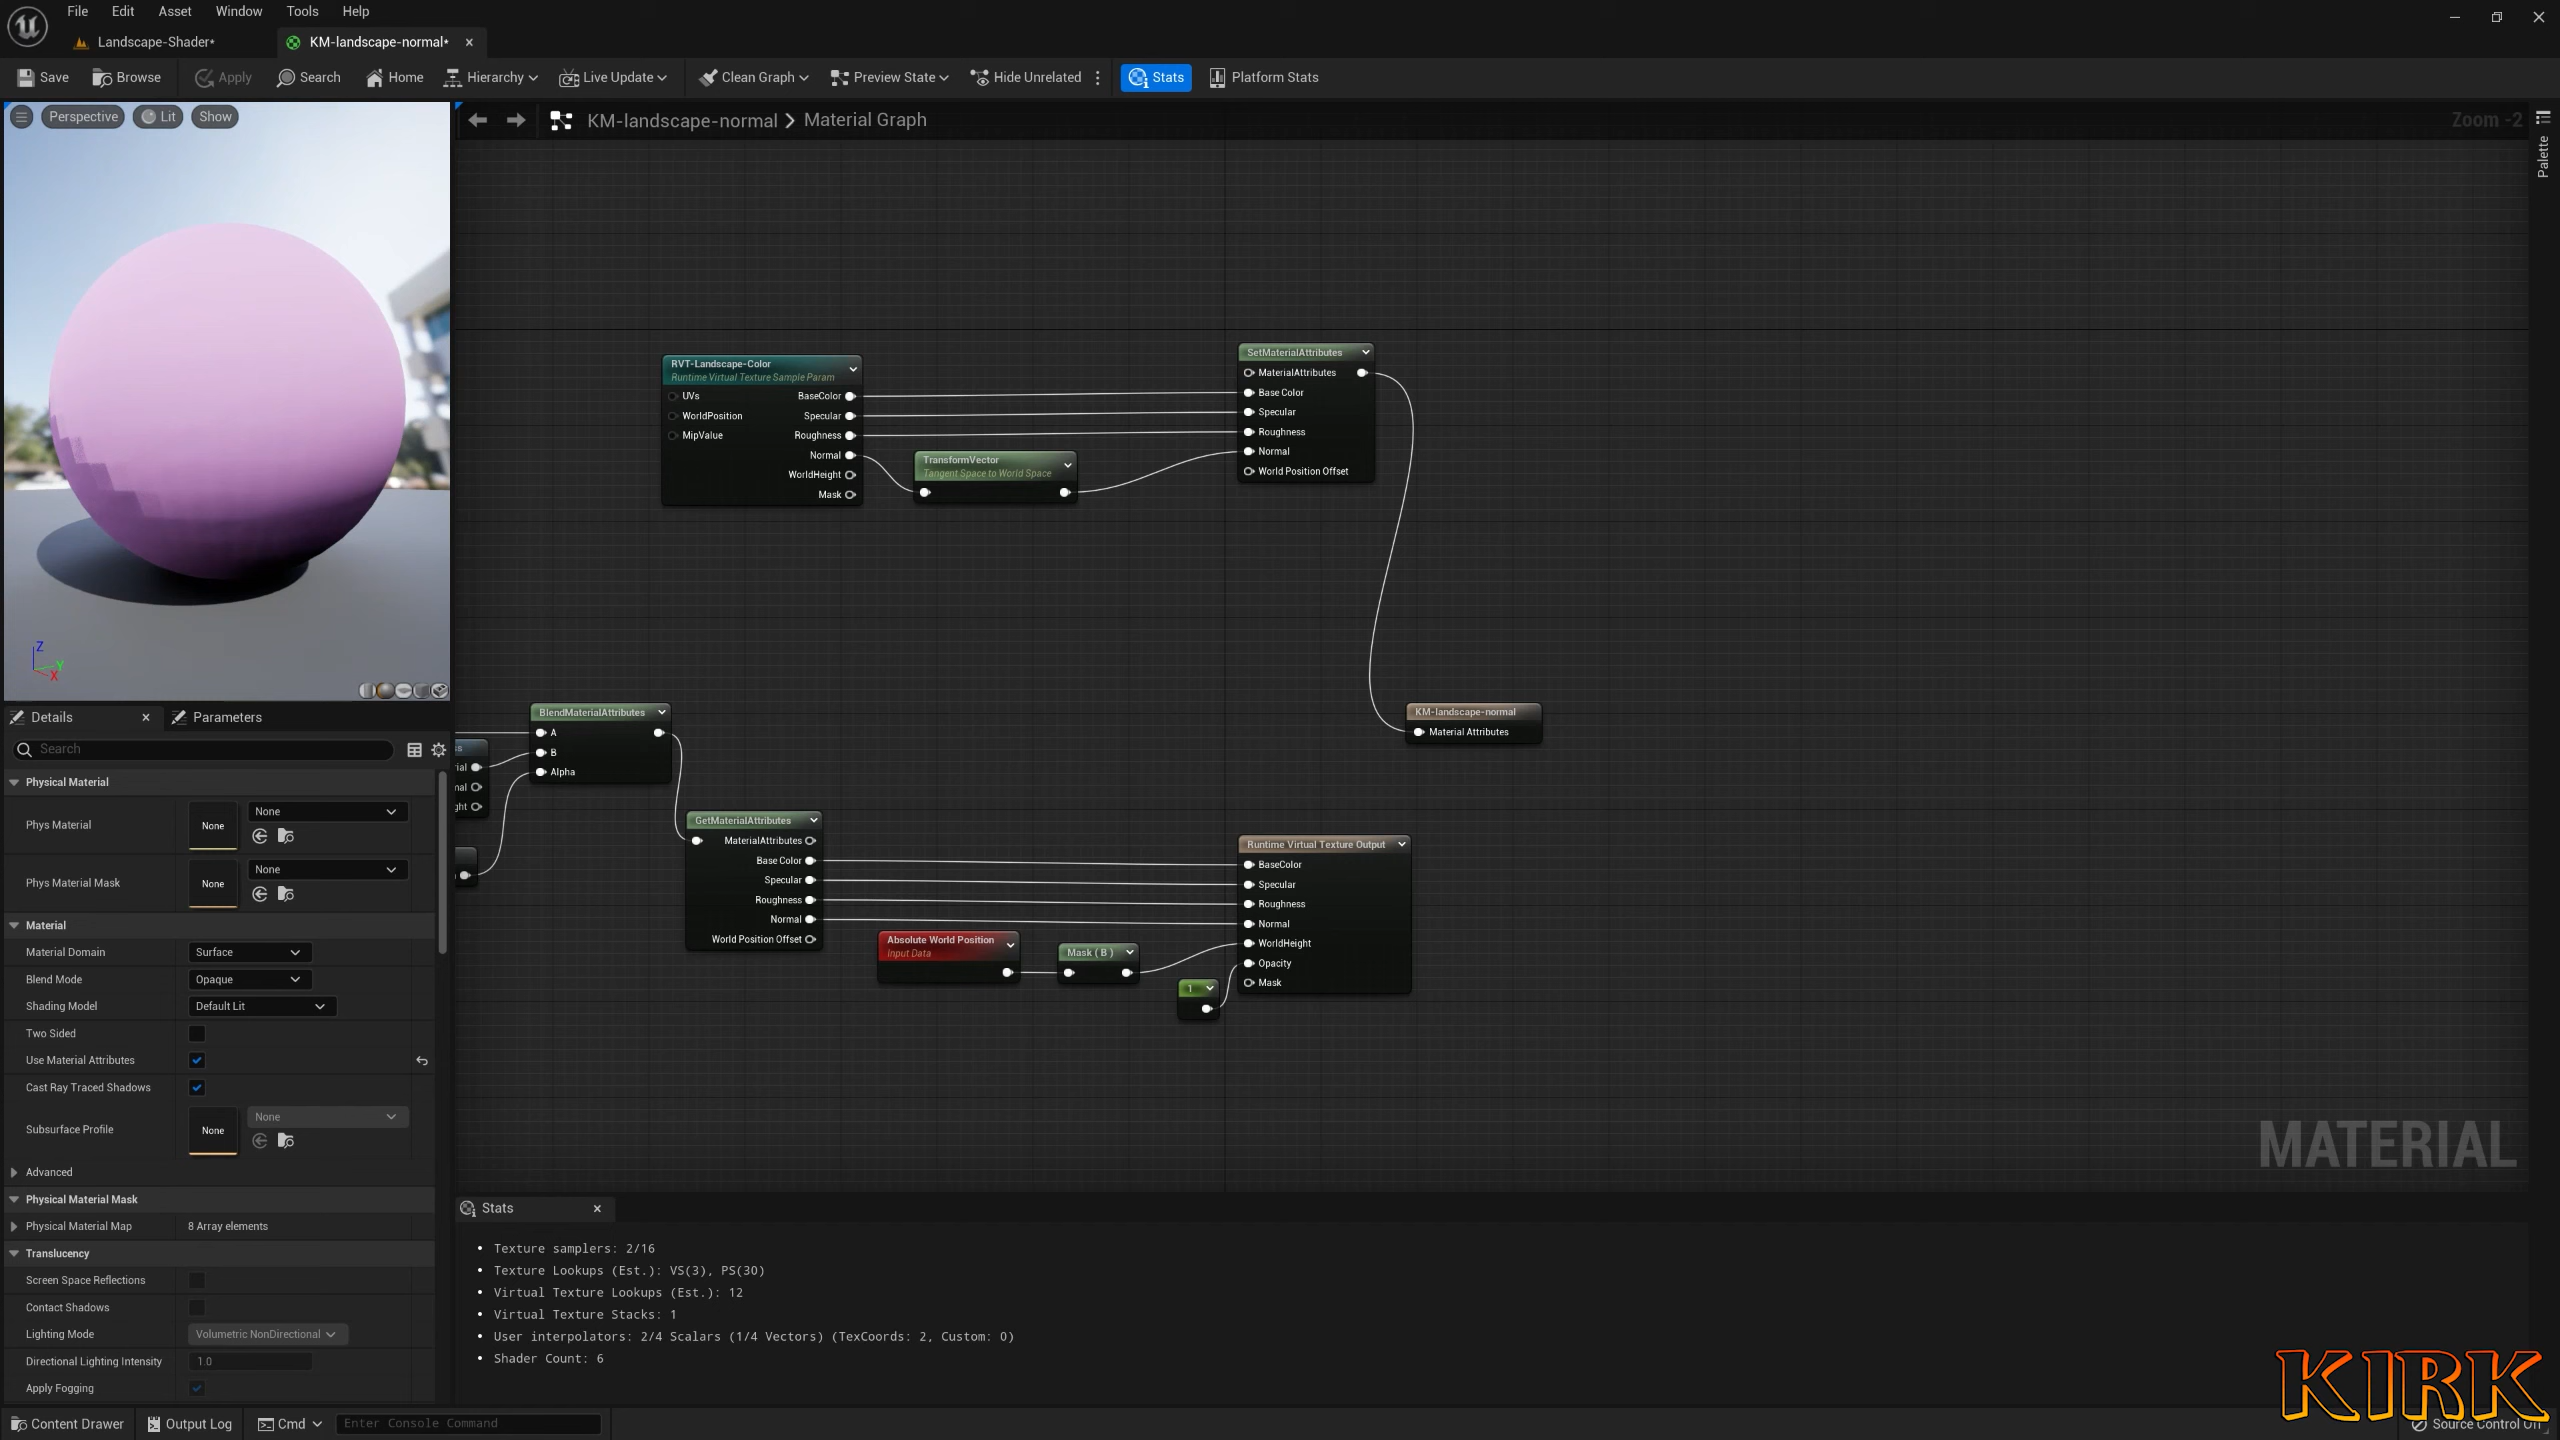 File Edit Asset Window Tools Help
Landscape-Shader*
KM-landscape-normal*
Save Browse Apply Search Home Hierarchy Live Update Clean Graph Preview State Hide Unrelated Stats Platform Stats
Perspective Lit Show
KM-landscape-normal Material Graph
Zoom -2
Palette
RVT-Landscape-Color
Runtime Virtual Texture Sample Param
UVs BaseColor
WorldPosition Specular
MipValue Roughness
Normal
WorldHeight
Mask
TransformVector
Tangent Space to World Space
SetMaterialAttributes
MaterialAttributes
Base Color
Specular
Roughness
Normal
World Position Offset
Z
Y
X
KM-landscape-normal
Material Attributes
BlendMaterialAttributes
A
B
Alpha
ss
ial
nal
ght
GetMaterialAttributes
MaterialAttributes
Base Color
Specular
Roughness
Normal
World Position Offset
Absolute World Position
Input Data
Mask ( B )
1
Runtime Virtual Texture Output
BaseColor
Specular
Roughness
Normal
WorldHeight
Opacity
Mask
MATERIAL
Details Parameters
Search
Physical Material
Phys Material None None
Phys Material Mask None None
Material
Material Domain Surface
Blend Mode Opaque
Shading Model Default Lit
Two Sided
Use Material Attributes
Cast Ray Traced Shadows
Subsurface Profile None None
Advanced
Physical Material Mask
Physical Material Map 8 Array elements
Translucency
Screen Space Reflections
Contact Shadows
Lighting Mode Volumetric NonDirectional
Directional Lighting Intensity 1.0
Apply Fogging
Stats
Texture samplers: 2/16
Texture Lookups (Est.): VS(3), PS(30)
Virtual Texture Lookups (Est.): 12
Virtual Texture Stacks: 1
User interpolators: 2/4 Scalars (1/4 Vectors) (TexCoords: 2, Custom: 0)
Shader Count: 6
KIRK
Content Drawer Output Log Cmd Enter Console Command
Source Control Off